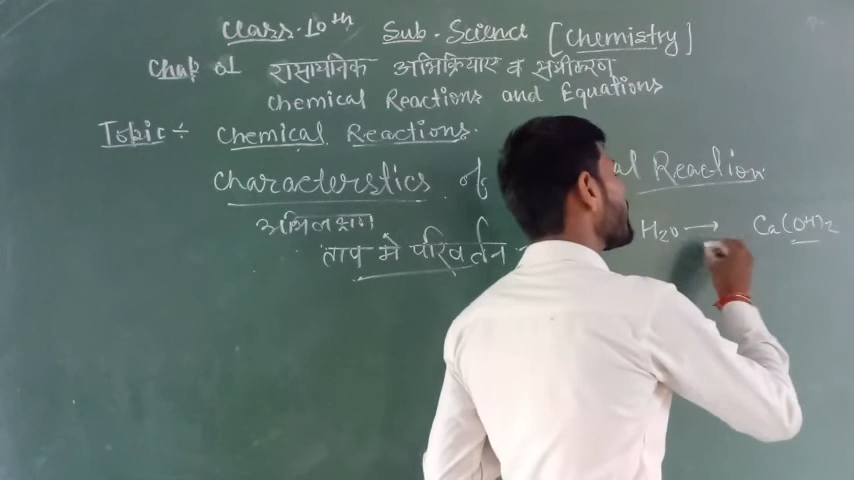 Class.10th Sub. Science [Chemistry]
Chap 01 रासायनिक अभिक्रियाए व समीकरण
Chemical Reactions and Equations
Topic÷ Chemical Reactions.
Characterstics of al Reaction
अभिलक्षण
ताप मे परिवर्तन H2O → Ca(OH)2